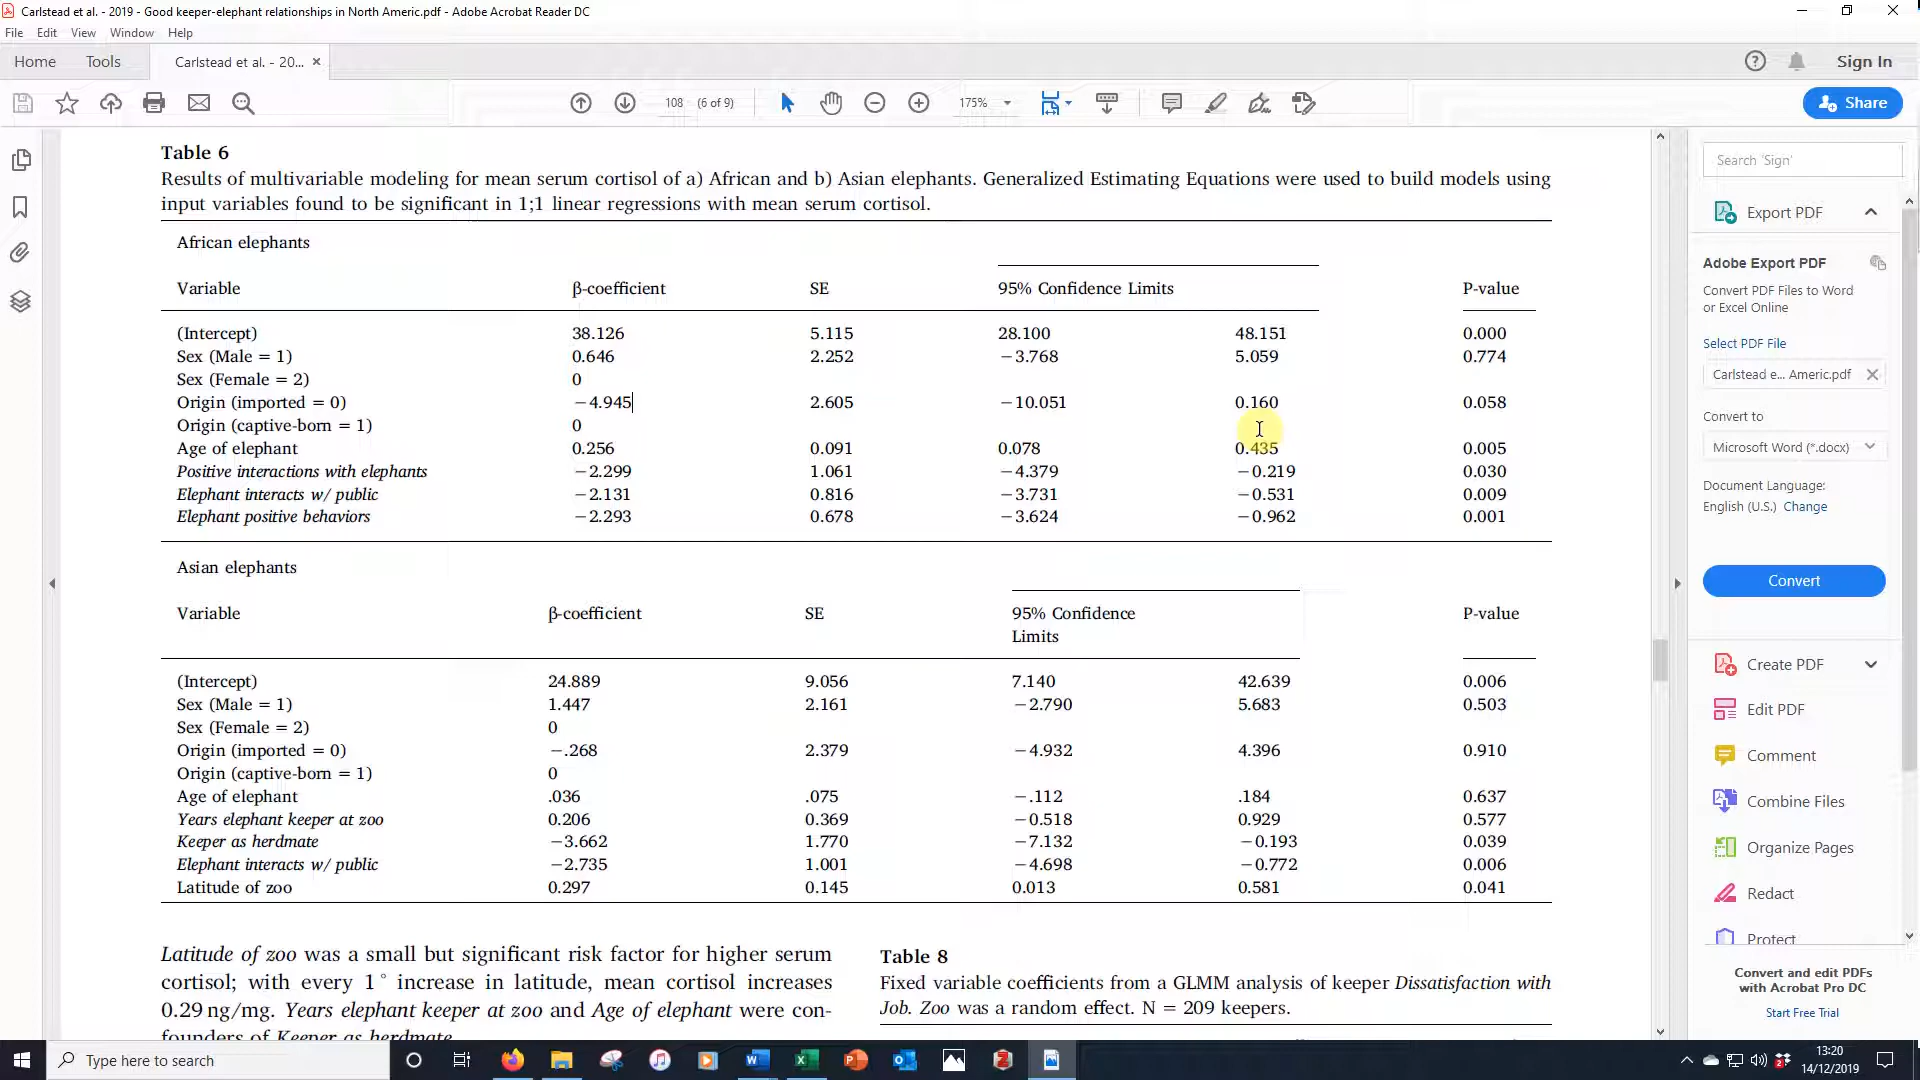 Carlstead et al. - 2019 - Good keeper-elephant relationships in North Americ.pdf - Adobe Acrobat Reader DC
File Edit View Window Help
Home Tools Carlstead et al. - 20... Sign In
108 (6 of 9) 175% Share
Table 6
Results of multivariable modeling for mean serum cortisol of a) African and b) Asian elephants. Generalized Estimating Equations were used to build models using
input variables found to be significant in 1;1 linear regressions with mean serum cortisol.
African elephants
Variable β-coefficient SE 95% Confidence Limits P-value
(Intercept) 38.126 5.115 28.100 48.151 0.000
Sex (Male = 1) 0.646 2.252 −3.768 5.059 0.774
Sex (Female = 2) 0
Origin (imported = 0) −4.945 2.605 −10.051 0.160 0.058
Origin (captive-born = 1) 0
Age of elephant 0.256 0.091 0.078 0.435 0.005
Positive interactions with elephants −2.299 1.061 −4.379 −0.219 0.030
Elephant interacts w/ public −2.131 0.816 −3.731 −0.531 0.009
Elephant positive behaviors −2.293 0.678 −3.624 −0.962 0.001
Asian elephants
Variable β-coefficient SE 95% Confidence P-value
Limits
(Intercept) 24.889 9.056 7.140 42.639 0.006
Sex (Male = 1) 1.447 2.161 −2.790 5.683 0.503
Sex (Female = 2) 0
Origin (imported = 0) −.268 2.379 −4.932 4.396 0.910
Origin (captive-born = 1) 0
Age of elephant .036 .075 −.112 .184 0.637
Years elephant keeper at zoo 0.206 0.369 −0.518 0.929 0.577
Keeper as herdmate −3.662 1.770 −7.132 −0.193 0.039
Elephant interacts w/ public −2.735 1.001 −4.698 −0.772 0.006
Latitude of zoo 0.297 0.145 0.013 0.581 0.041
Latitude of zoo was a small but significant risk factor for higher serum
cortisol; with every 1° increase in latitude, mean cortisol increases
0.29 ng/mg. Years elephant keeper at zoo and Age of elephant were con-
founders of Keeper as herdmate.
Table 8
Fixed variable coefficients from a GLMM analysis of keeper Dissatisfaction with
Job. Zoo was a random effect. N = 209 keepers.
Search 'Sign'
Export PDF
Adobe Export PDF
Convert PDF Files to Word
or Excel Online
Select PDF File
Carlstead e... Americ.pdf
Convert to
Microsoft Word (*.docx)
Document Language:
English (U.S.) Change
Convert
Create PDF
Edit PDF
Comment
Combine Files
Organize Pages
Redact
Protect
Convert and edit PDFs
with Acrobat Pro DC
Start Free Trial
Type here to search
13:20
14/12/2019